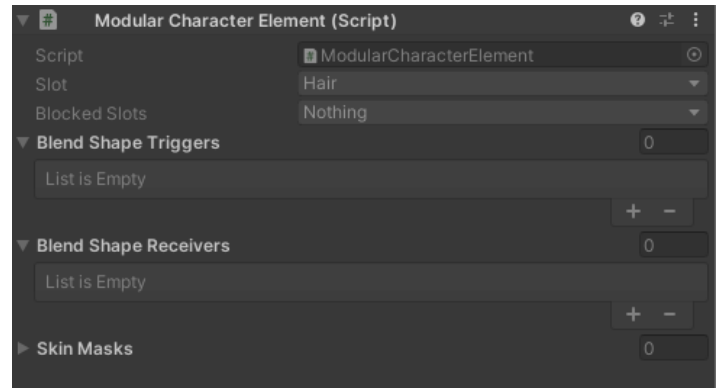 Modular Character Element (Script)
Script ModularCharacterElement
Slot Hair
Blocked Slots Nothing
Blend Shape Triggers 0
List is Empty
+ −
Blend Shape Receivers 0
List is Empty
+ −
Skin Masks 0